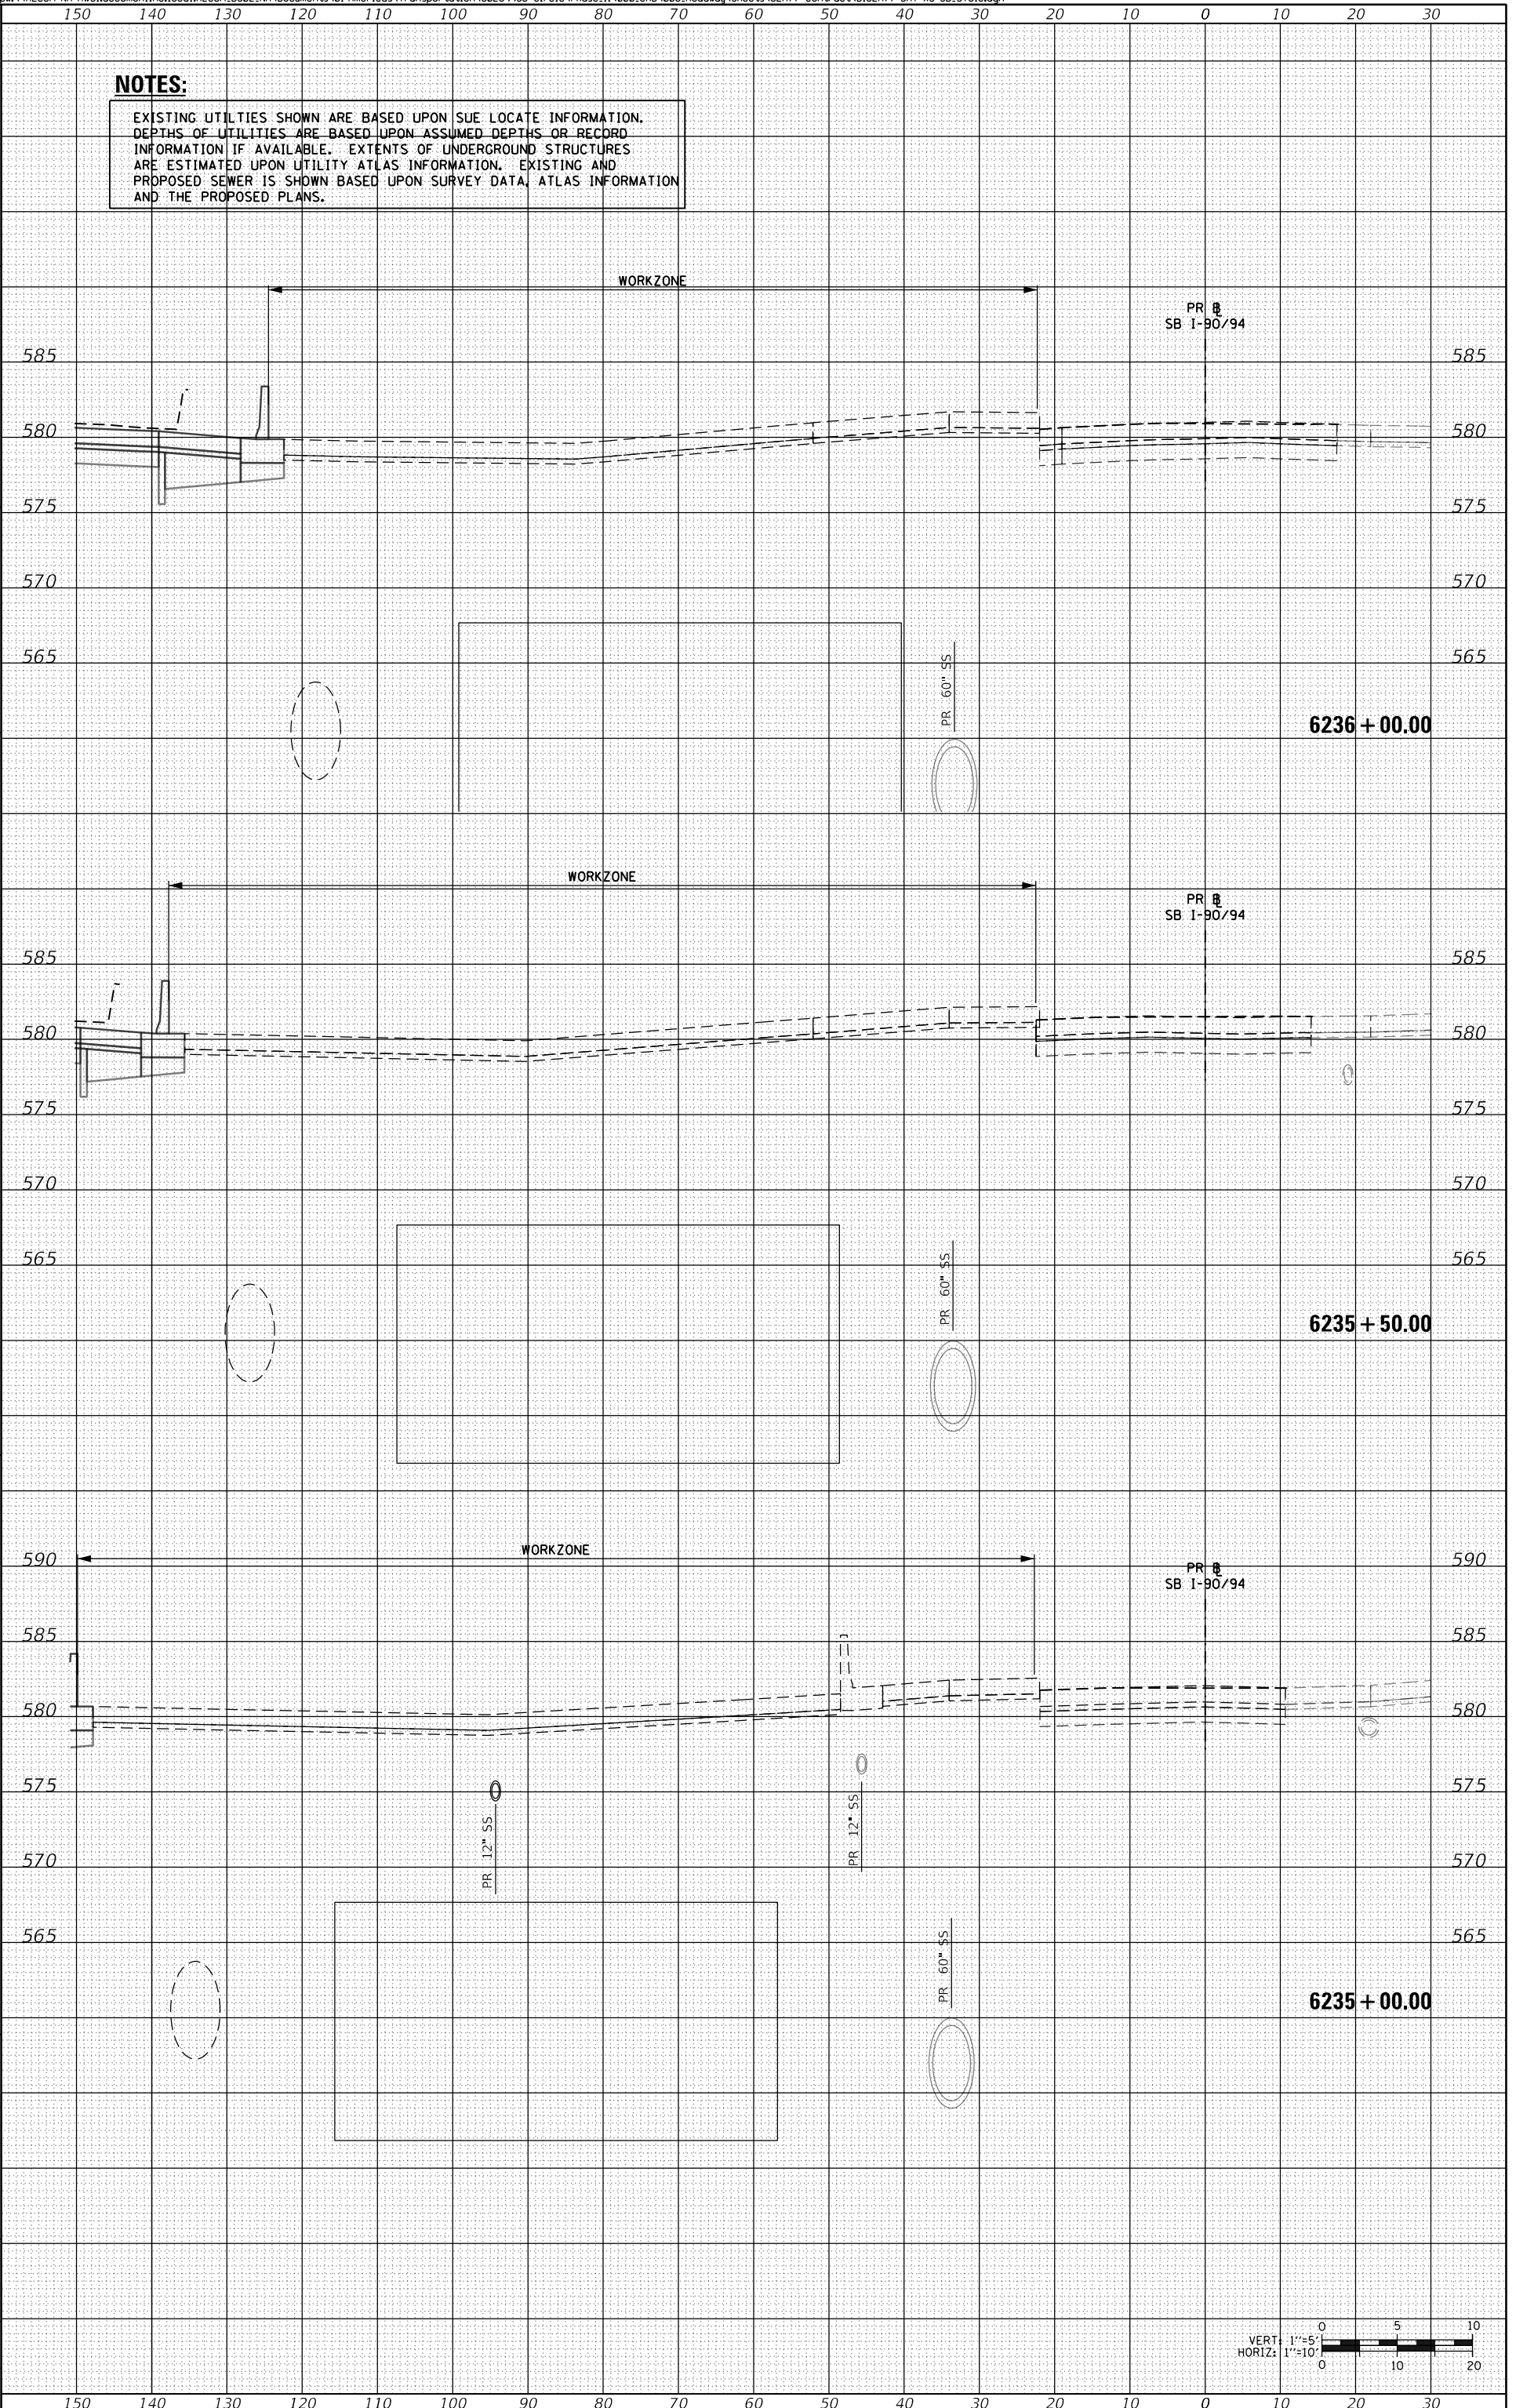 150 140 130 120 110 100 90 80 70 60 50 40 30 20 10 0 10 20 30
NOTES:
EXISTING UTILTIES SHOWN ARE BASED UPON SUE LOCATE INFORMATION.
DEPTHS OF UTILITIES ARE BASED UPON ASSUMED DEPTHS OR RECORD
INFORMATION IF AVAILABLE. EXTENTS OF UNDERGROUND STRUCTURES
ARE ESTIMATED UPON UTILITY ATLAS INFORMATION. EXISTING AND
PROPOSED SEWER IS SHOWN BASED UPON SURVEY DATA, ATLAS INFORMATION
AND THE PROPOSED PLANS.
WORKZONE
PR ℄
SB I-90/94
585 585
580 580
575 575
570 570
565 565
PR 60" SS
6236+00.00
WORKZONE
PR ℄
SB I-90/94
585 585
580 580
575 575
570 570
565 565
PR 60" SS
6235+50.00
WORKZONE
590 590
PR ℄
SB I-90/94
585 585
580 580
575 575
PR 12" SS
PR 12" SS
570 570
565 565
PR 60" SS
6235+00.00
0 5 10
VERT: 1"=5'
HORIZ: 1"=10'
0 10 20
150 140 130 120 110 100 90 80 70 60 50 40 30 20 10 0 10 20 30